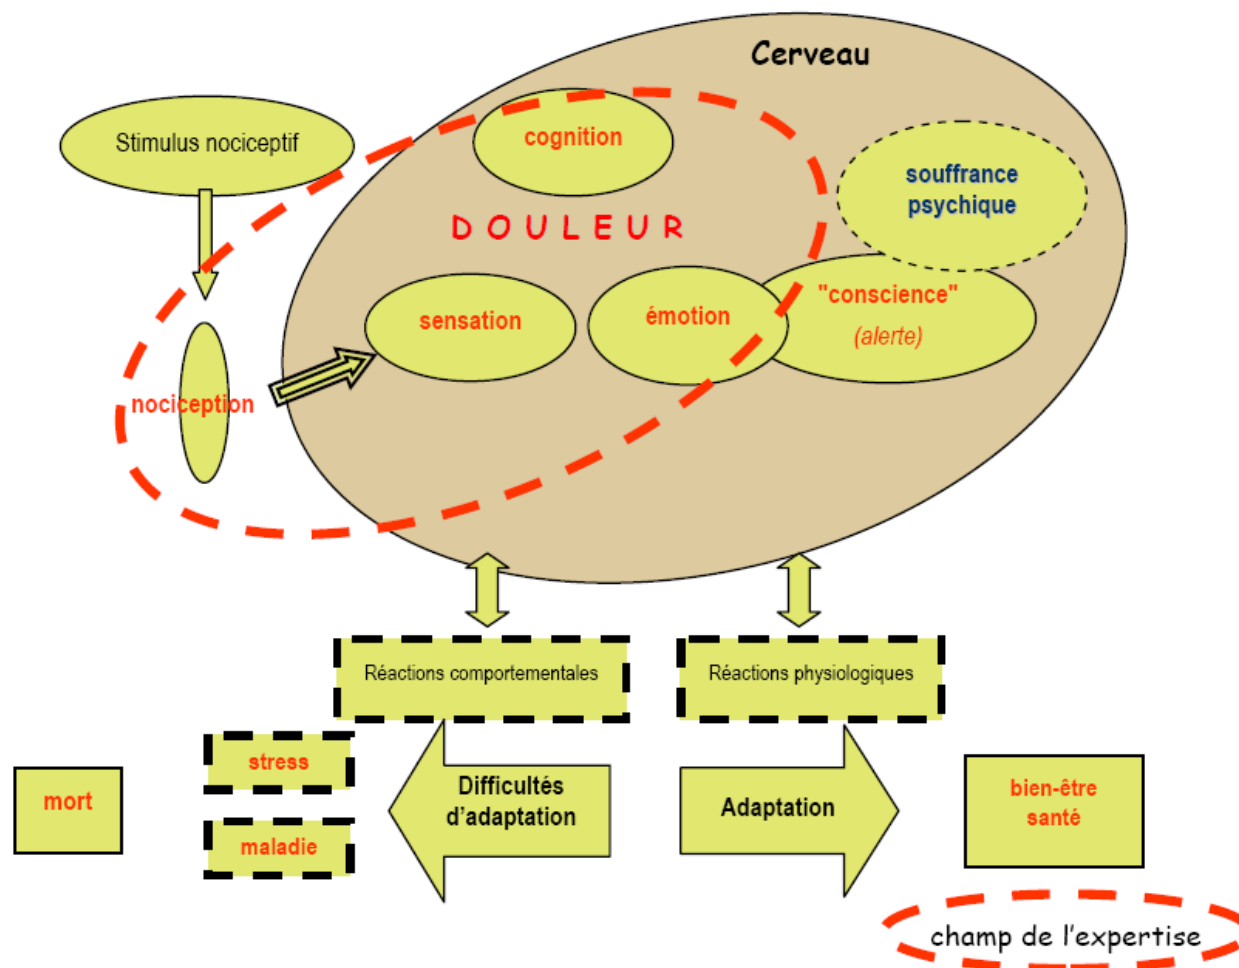 Cerveau
Stimulus nociceptif
cognition
souffrance
psychique
D O U L E U R
sensation
émotion
"conscience"
(alerte)
nociception
Réactions comportementales
Réactions physiologiques
stress
mort
maladie
Difficultés
d'adaptation
Adaptation
bien-être
santé
champ de l'expertise